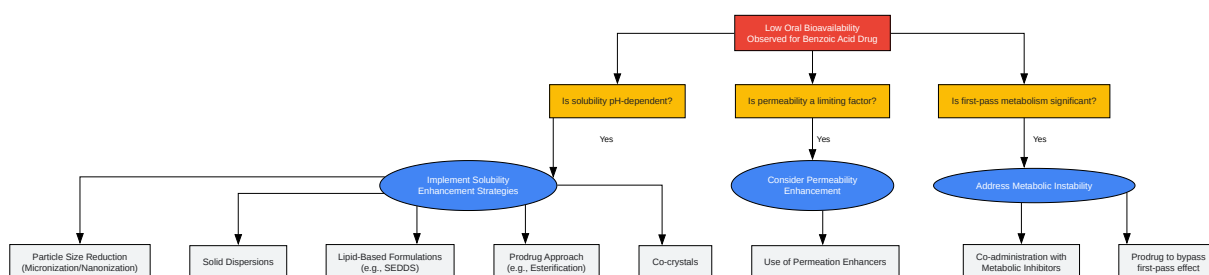 Low Oral Bioavailability
Observed for Benzoic Acid Drug
Is solubility pH-dependent?
Is permeability a limiting factor?
Is first-pass metabolism significant?
Yes
Yes
Yes
Implement Solubility
Enhancement Strategies
Consider Permeability
Enhancement
Address Metabolic Instability
Particle Size Reduction
(Micronization/Nanonization)
Solid Dispersions
Lipid-Based Formulations
(e.g., SEDDS)
Prodrug Approach
(e.g., Esterification)
Co-crystals
Use of Permeation Enhancers
Co-administration with
Metabolic Inhibitors
Prodrug to bypass
first-pass effect